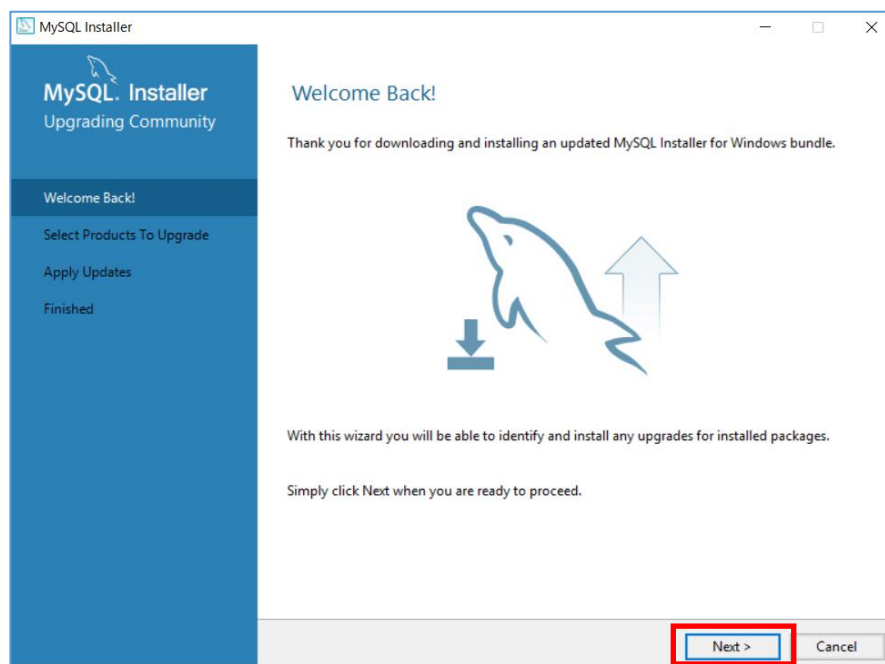 MySQL Installer
MySQL. Installer
Upgrading Community
Welcome Back!
Select Products To Upgrade
Apply Updates
Finished
Welcome Back!
Thank you for downloading and installing an updated MySQL Installer for Windows bundle.
With this wizard you will be able to identify and install any upgrades for installed packages.
Simply click Next when you are ready to proceed.
Next >
Cancel